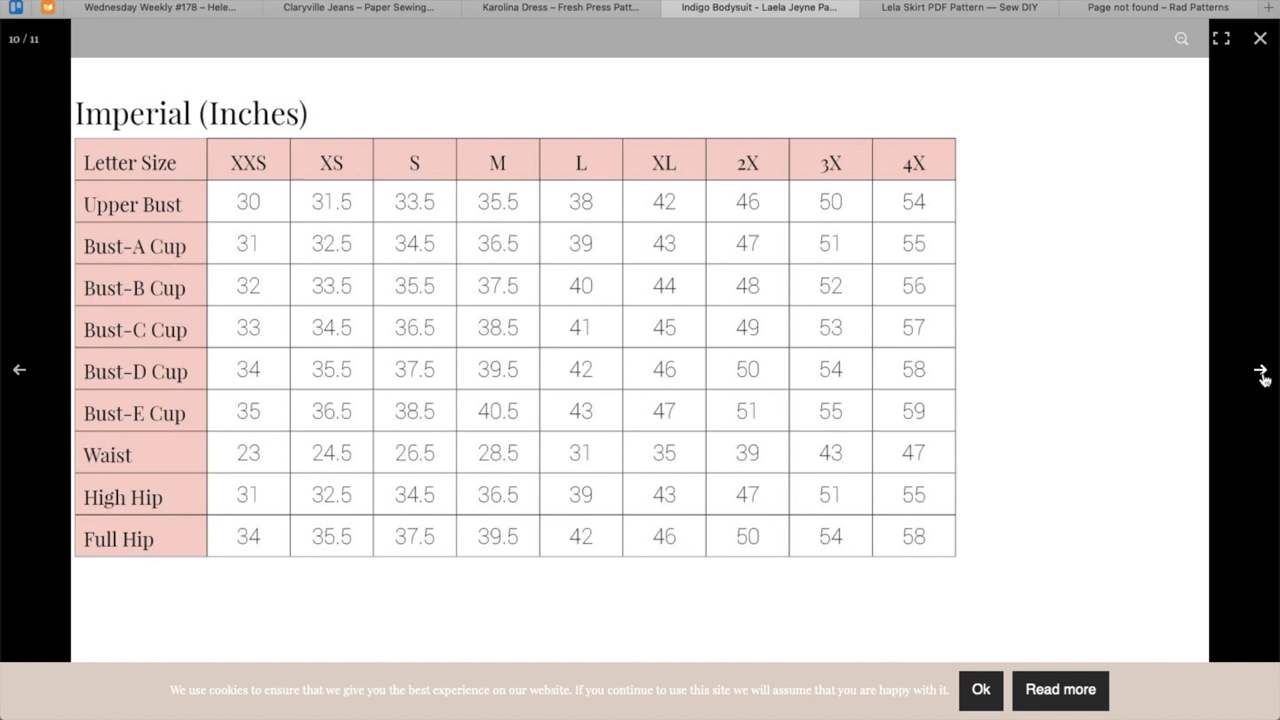 Wednesday Weekly #178 – Hele...
Claryville Jeans – Paper Sewing...
Karolina Dress – Fresh Press Patt...
Indigo Bodysuit - Laela Jeyne Pa...
Lela Skirt PDF Pattern — Sew DIY
Page not found – Rad Patterns
10 / 11
Imperial (Inches)
Letter Size XXS XS S M L XL 2X 3X 4X
Upper Bust 30 31.5 33.5 35.5 38 42 46 50 54
Bust-A Cup 31 32.5 34.5 36.5 39 43 47 51 55
Bust-B Cup 32 33.5 35.5 37.5 40 44 48 52 56
Bust-C Cup 33 34.5 36.5 38.5 41 45 49 53 57
Bust-D Cup 34 35.5 37.5 39.5 42 46 50 54 58
Bust-E Cup 35 36.5 38.5 40.5 43 47 51 55 59
Waist 23 24.5 26.5 28.5 31 35 39 43 47
High Hip 31 32.5 34.5 36.5 39 43 47 51 55
Full Hip 34 35.5 37.5 39.5 42 46 50 54 58
We use cookies to ensure that we give you the best experience on our website. If you continue to use this site we will assume that you are happy with it.
Ok
Read more